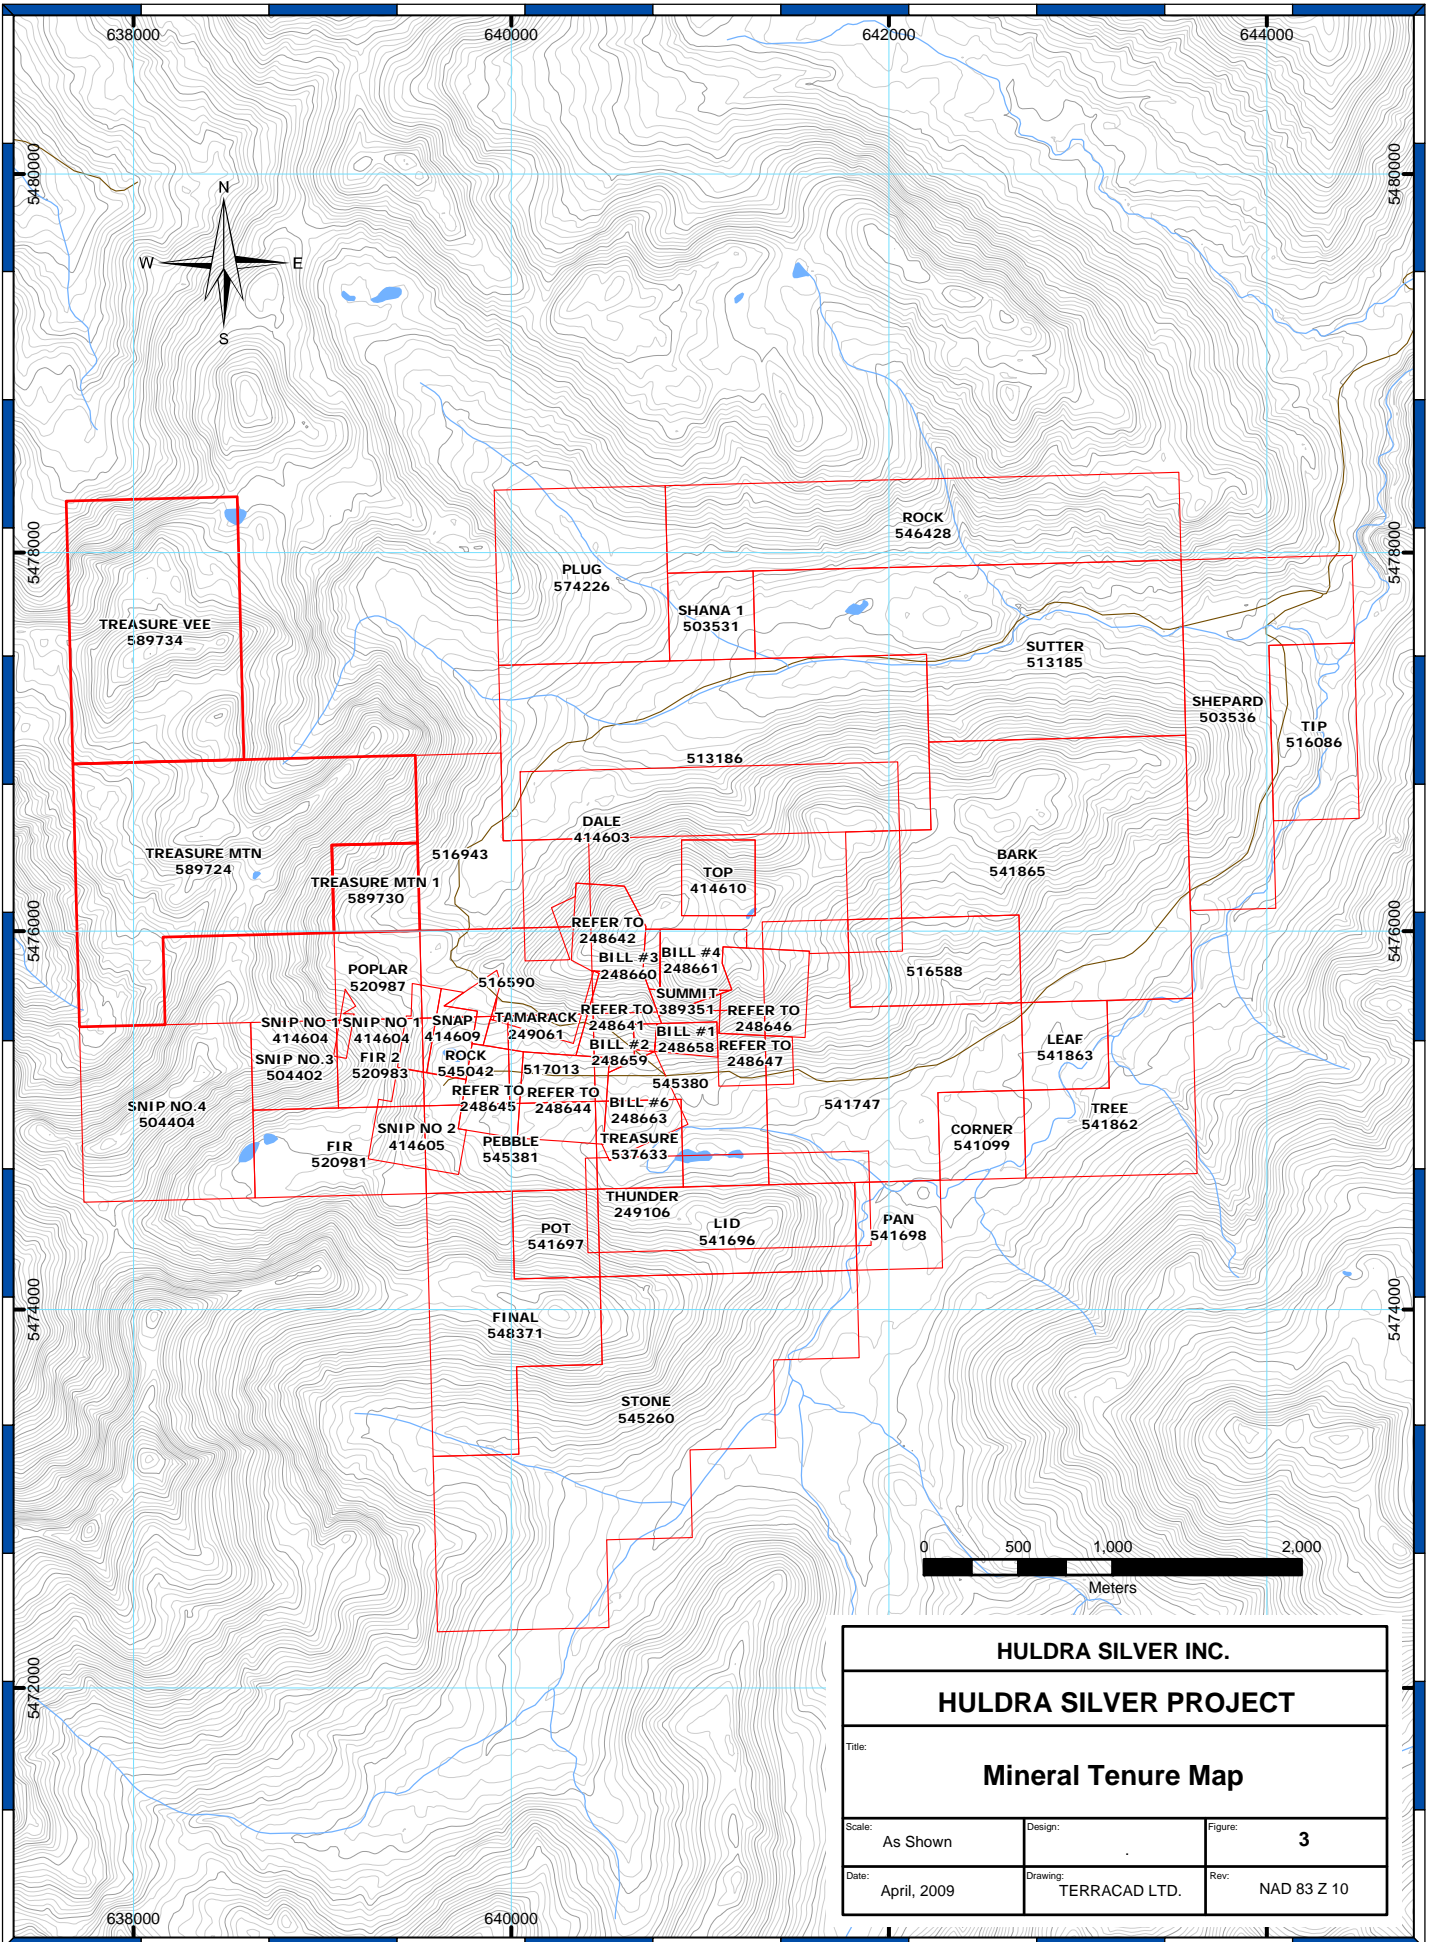 638000
640000
642000
644000
5480000
5480000
N
W
E
S
ROCK
546428
5478000
5478000
PLUG
574226
SHANA 1
503531
TREASURE VEE
589734
SUTTER
513185
SHEPARD
503536
TIP
516086
513186
DALE
414603
TREASURE MTN
589724
516943
BARK
541865
TREASURE MTN 1
589730
TOP
414610
5476000
5476000
REFER TO
248642
BILL #3
248660
BILL #4
248661
POPLAR
520987
516590
516588
SUMMIT
389351
SNIP NO 1
414604
SNIP NO 1
414604
SNAP
414609
TAMARACK
249061
REFER TO
248641
REFER TO
248646
BILL #1
248658
SNIP NO.3
504402
FIR 2
520983
ROCK
545042
BILL #2
248659
REFER TO
248647
LEAF
541863
517013
545380
SNIP NO.4
504404
REFER TO
248645
REFER TO
248644
BILL #6
248663
541747
TREE
541862
SNIP NO 2
414605
CORNER
541099
FIR
520981
PEBBLE
545381
TREASURE
537633
THUNDER
249106
POT
541697
LID
541696
PAN
541698
5474000
5474000
FINAL
548371
STONE
545260
0
500
1,000
2,000
Meters
5472000
HULDRA SILVER INC.
HULDRA SILVER PROJECT
Title:
Mineral Tenure Map
Scale:
As Shown
Design:
.
Figure:
3
Date:
April, 2009
Drawing:
TERRACAD LTD.
Rev:
NAD 83 Z 10
638000
640000